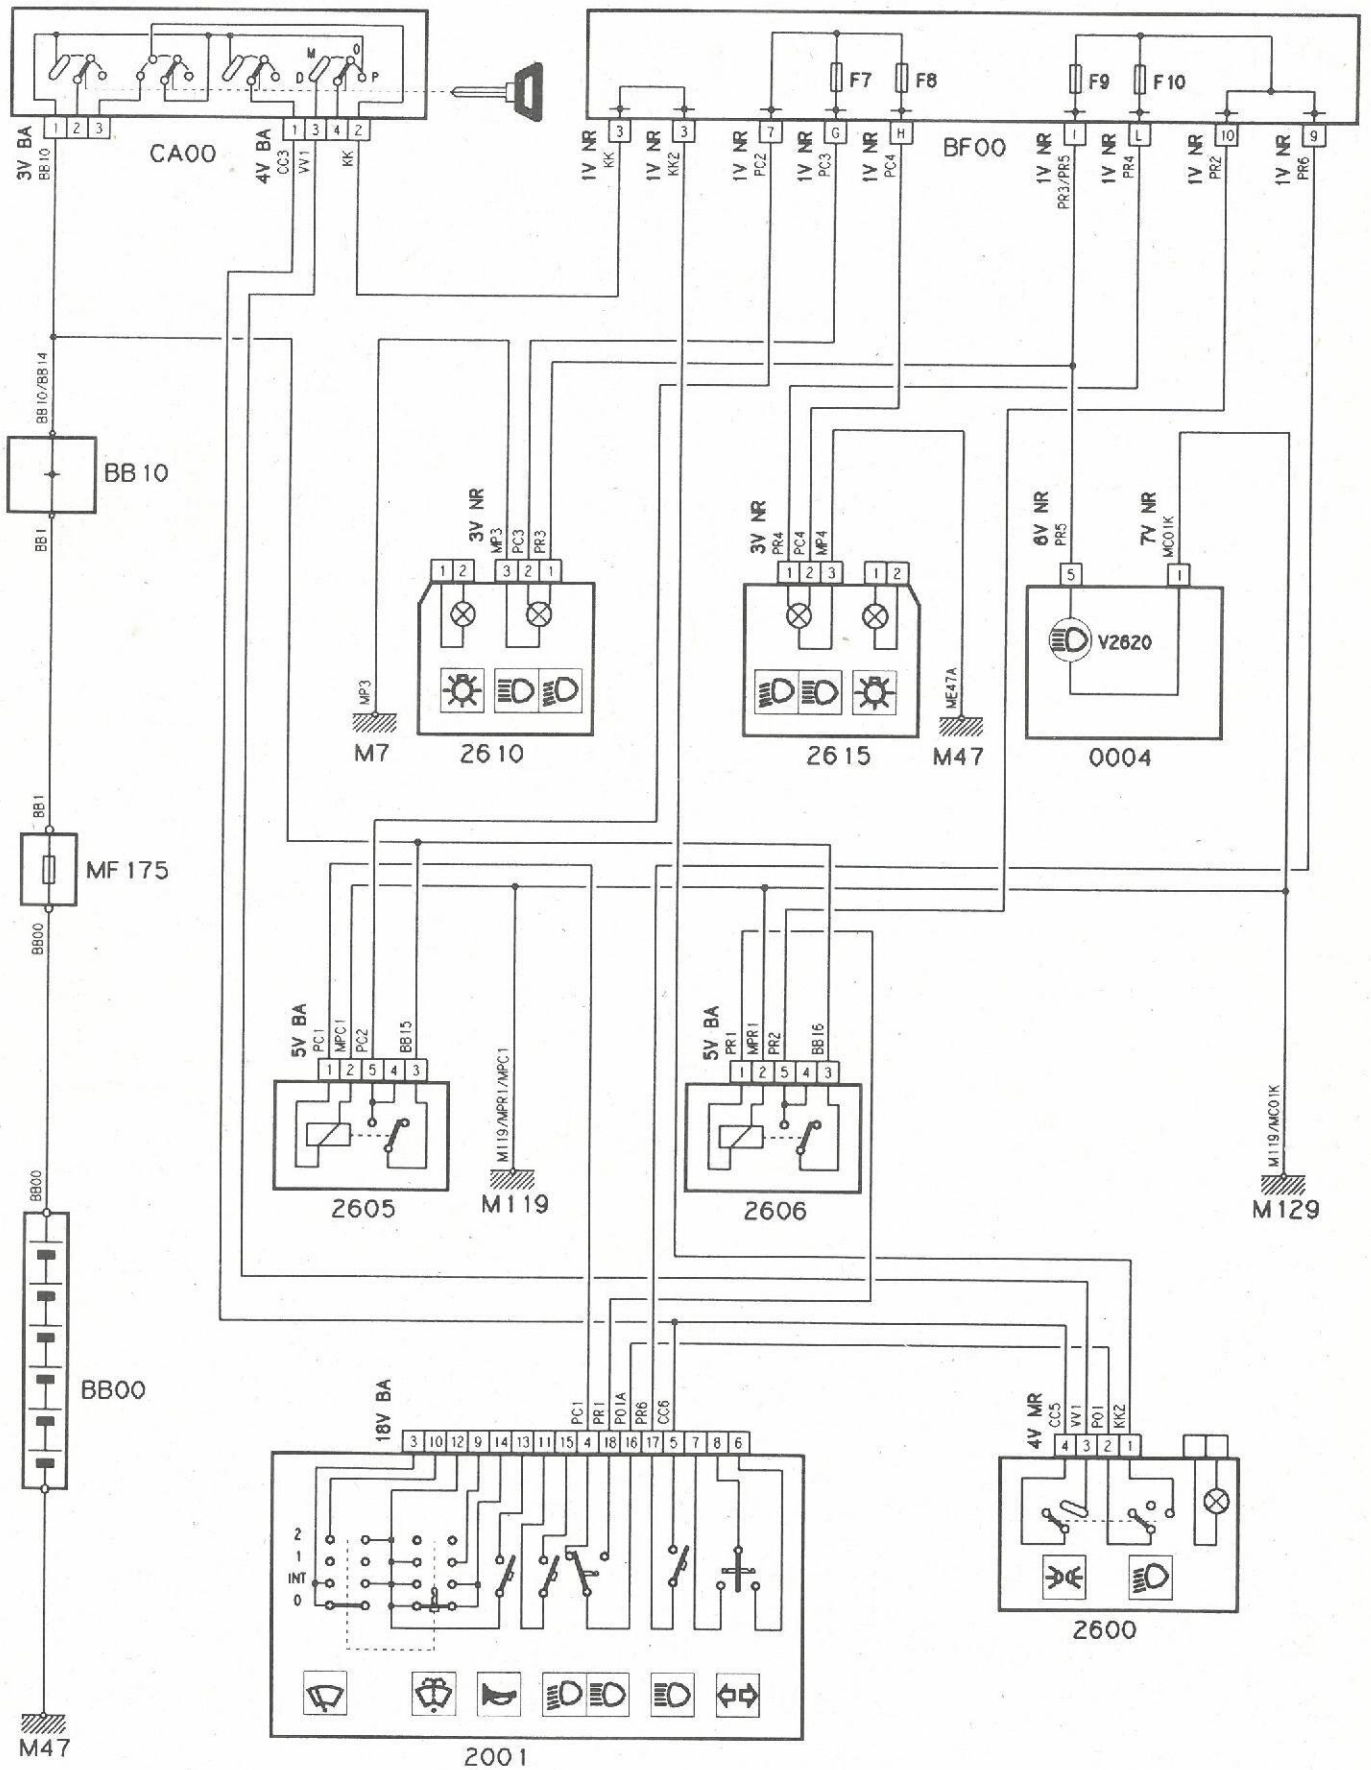 M O
D P
F7 F8 F9 F10
1 2 3 1 3 4 2
3 3 7 G H 1 L 10 9
3V BA BB10 CA00 4V BA CC3 VV1 KK
1V NR KK 1V NR KK2 1V NR PC2 1V NR PC3 1V NR PC4 BF00 1V NR PR3/PR5 1V NR PR4 1V NR PR2 1V NR PR6
BB10/BB14
BB10
BB1
3V NR MP3 PC3 PR3
3V NR PR4 PC4 MP4
6V NR PR5 7V NR MC01K
1 2 3 2 1
1 2 3 1 2
5 1
V2620
MP3 ME47A
M7 2610 2615 M47 0004
BB1
MF175
BB00
5V BA PC1 MPC1 PC2 BB15
5V BA PR1 MPR1 PR2 BB16
1 2 5 4 3
1 2 5 4 3
M119/MPR1/MPC1
M119/MC01K
BB00
2605 M119 2606 M129
BB00
18V BA PC1 PR1 P01A PR6 CC6
4V MR CC5 VV1 P01 KK2
3 10 12 9 14 13 11 15 4 18 16 17 5 7 8 6
4 3 2 1
2
1
INT
0
2600
M47
2001